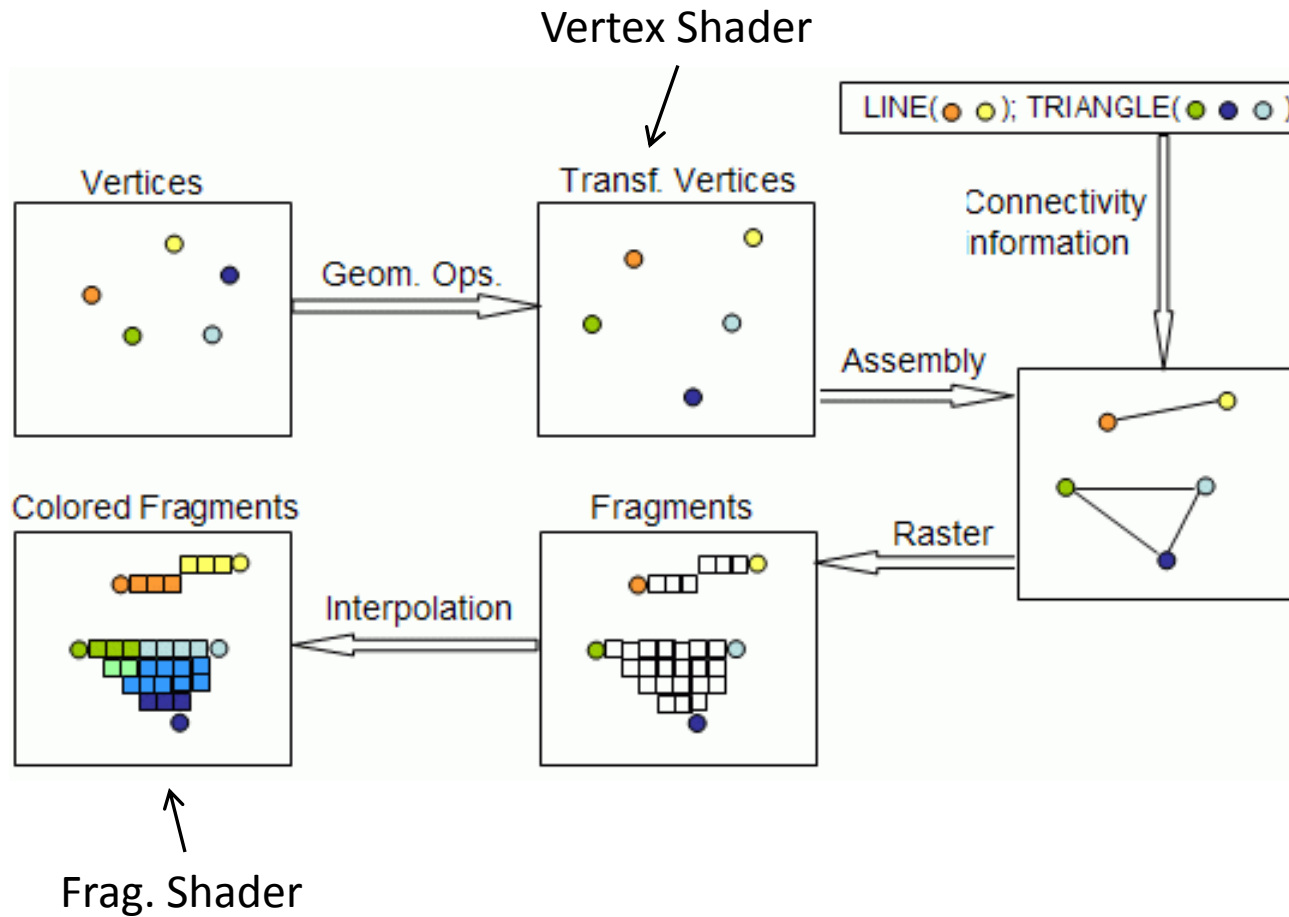 Vertex Shader
LINE( ); TRIANGLE( )
Vertices
Transf. Vertices
Connectivity
information
Geom. Ops.
Assembly
Colored Fragments
Fragments
Raster
Interpolation
Frag. Shader